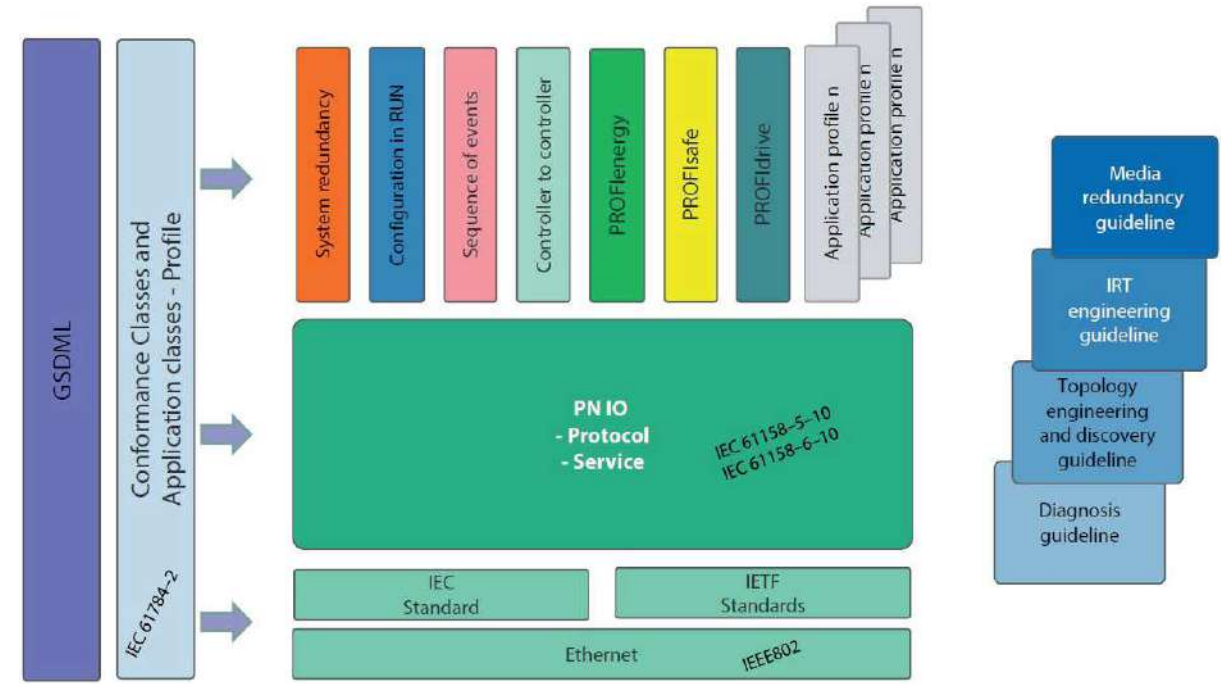 GSDML
Conformance Classes and
Application classes - Profile
IEC 61784–2
System redundancy
Configuration in RUN
Sequence of events
Controller to controller
PROFIenergy
PROFIsafe
PROFIdrive
Application profile n
Application profile n
Application profile n
PN IO
- Protocol
- Service
IEC 61158–5–10
IEC 61158–6–10
IEC
Standard
IETF
Standards
Ethernet
IEEE802
Media
redundancy
guideline
IRT
engineering
guideline
Topology
engineering
and discovery
guideline
Diagnosis
guideline